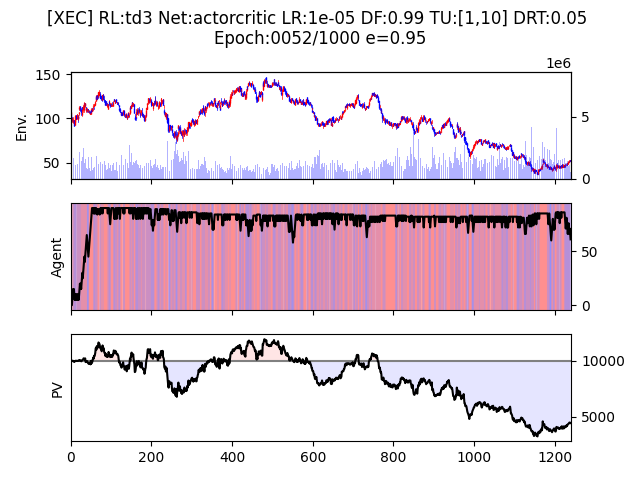 [XEC] RL:td3 Net:actorcritic LR:1e-05 DF:0.99 TU:[1,10] DRT:0.05
Epoch:0052/1000 e=0.95
1e6
150
100
50
Env.
5
0
Agent
50
0
PV
10000
5000
0 200 400 600 800 1000 1200